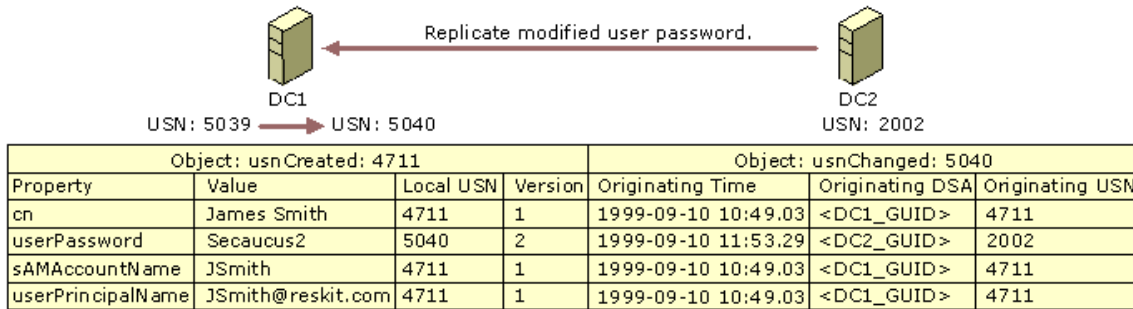 Replicate modified user password.
DC1
DC2
USN: 5039 USN: 5040
USN: 2002
Object: usnCreated: 4711 Object: usnChanged: 5040
Property Value Local USN Version Originating Time Originating DSA Originating USN
cn James Smith 4711 1 1999-09-10 10:49.03 <DC1_GUID> 4711
userPassword Secaucus2 5040 2 1999-09-10 11:53.29 <DC2_GUID> 2002
sAMAccountName JSmith 4711 1 1999-09-10 10:49.03 <DC1_GUID> 4711
userPrincipalName JSmith@reskit.com 4711 1 1999-09-10 10:49.03 <DC1_GUID> 4711